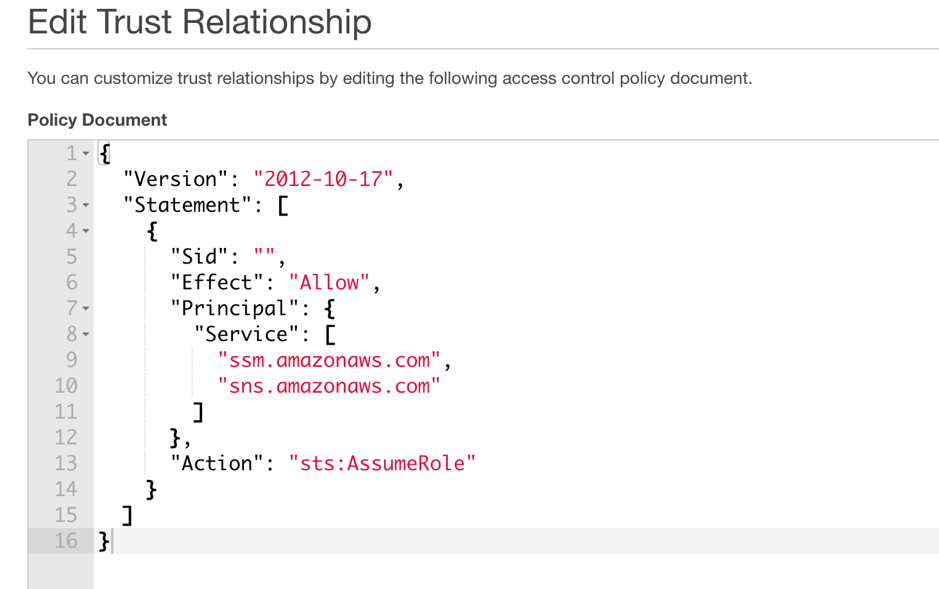 Edit Trust Relationship
You can customize trust relationships by editing the following access control policy document.
Policy Document
1 {
2 "Version": "2012-10-17",
3 "Statement": [
4 {
5 "Sid": "",
6 "Effect": "Allow",
7 "Principal": {
8 "Service": [
9 "ssm.amazonaws.com",
10 "sns.amazonaws.com"
11 ]
12 },
13 "Action": "sts:AssumeRole"
14 }
15 ]
16 }